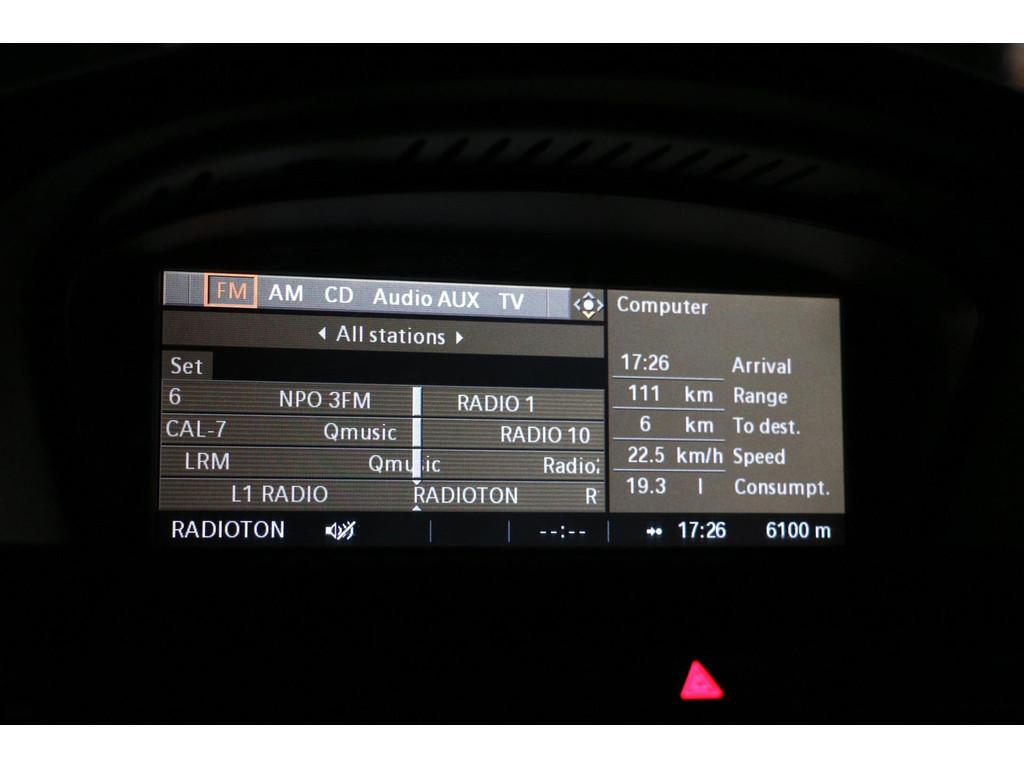 FM AM CD Audio AUX TV
All stations
Set
6 NPO 3FM RADIO 1
CAL-7 Qmusic RADIO 10
LRM Qmusic Radio
L1 RADIO RADIOTON R
RADIOTON --:-- 17:26 6100 m
Computer
17:26 Arrival
111 km Range
6 km To dest.
22.5 km/h Speed
19.3 l Consumpt.